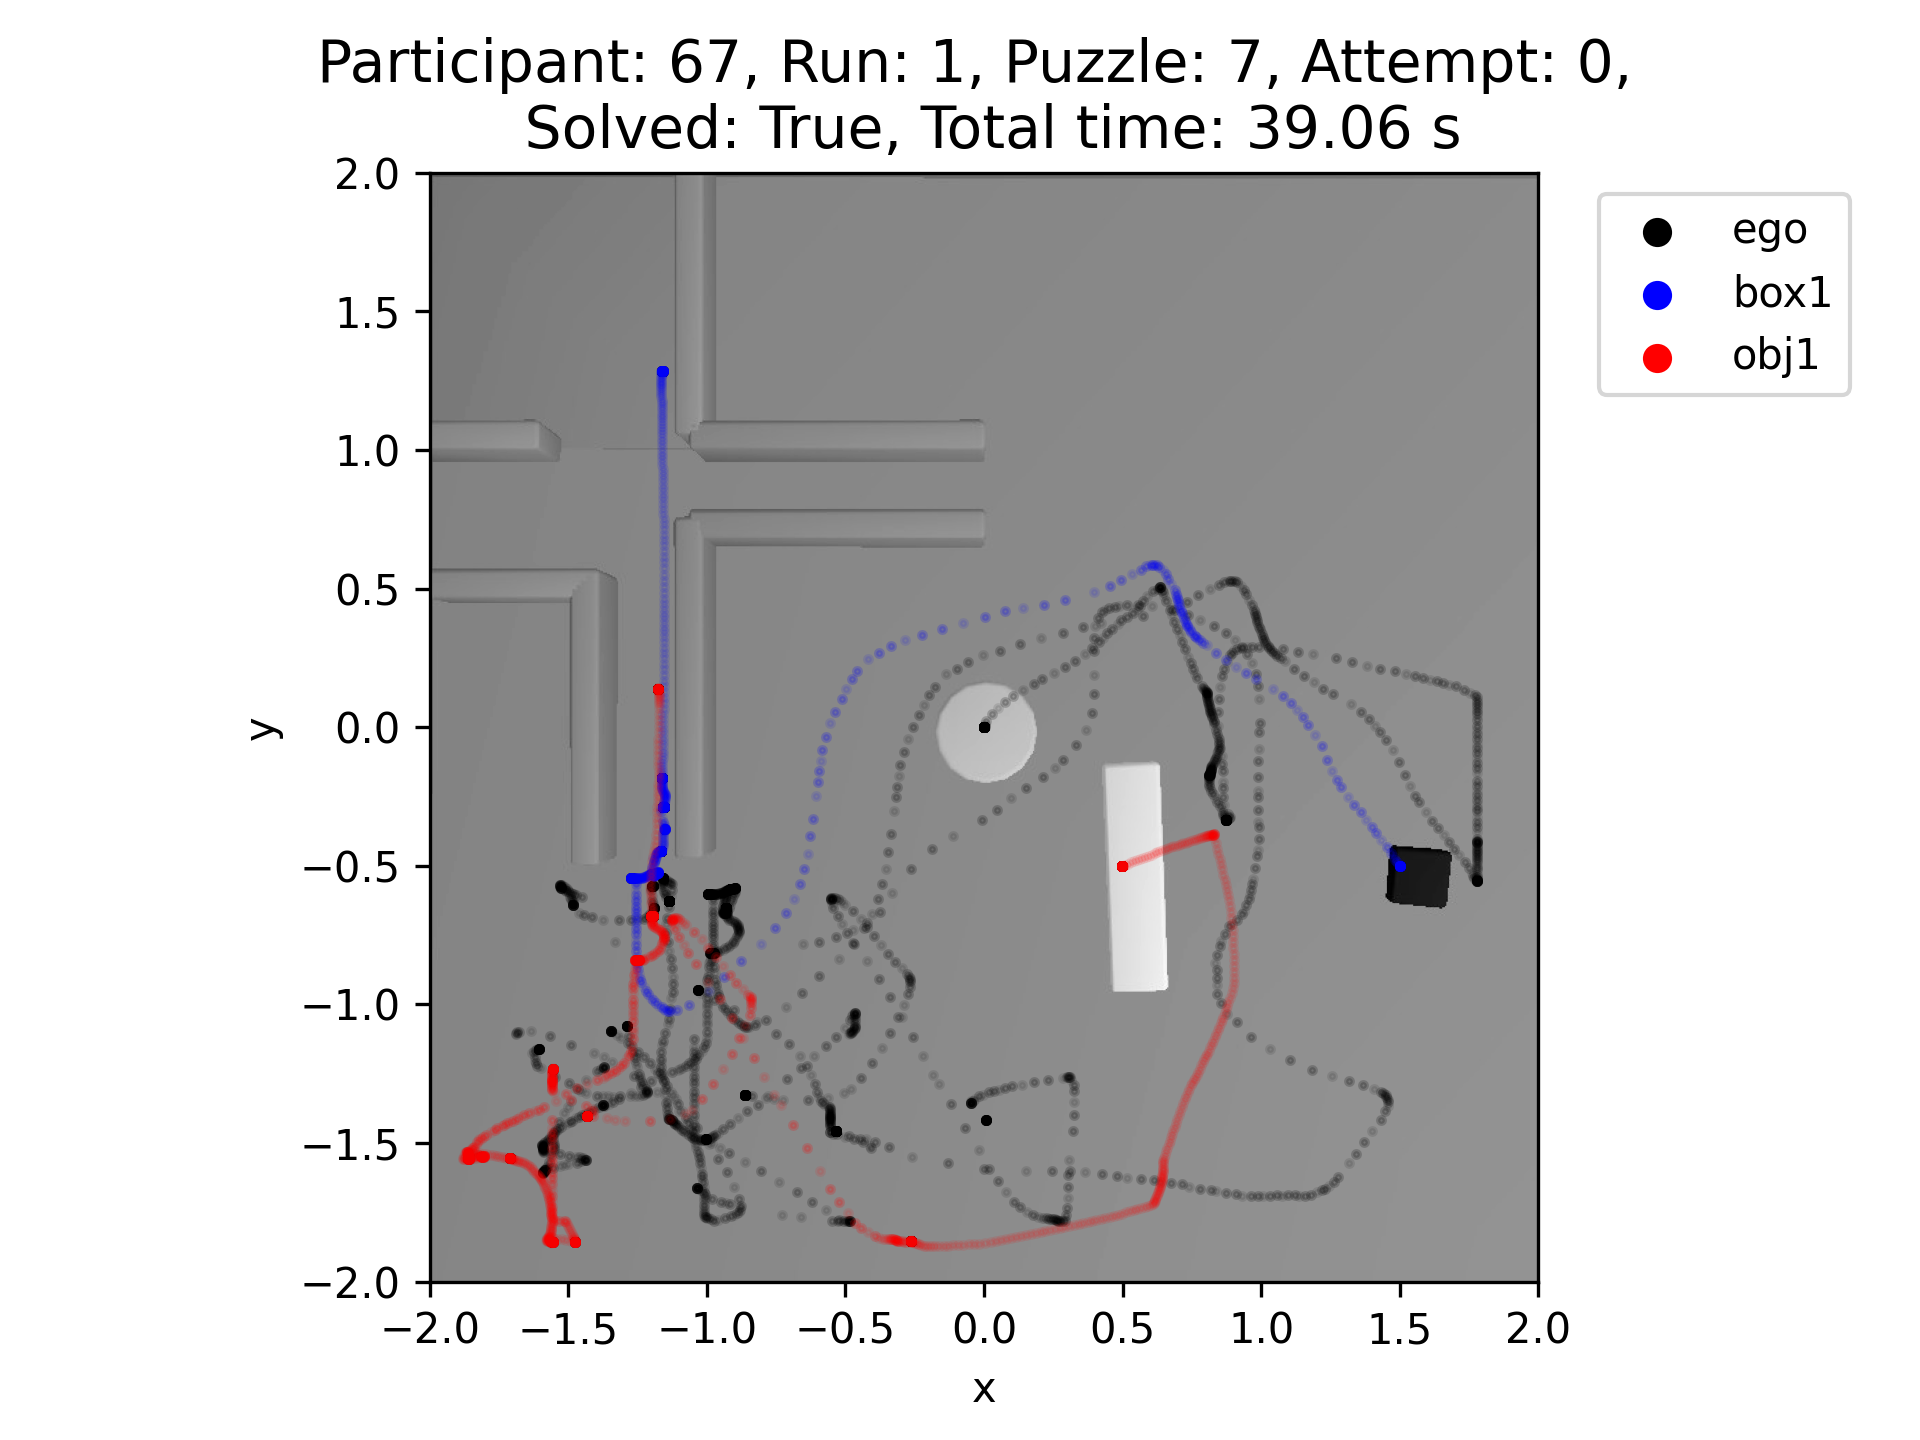 Participant: 67, Run: 1, Puzzle: 7, Attempt: 0,
Solved: True, Total time: 39.06 s
2.0
1.5
1.0
0.5
0.0
−0.5
−1.0
−1.5
−2.0
y
−2.0 −1.5 −1.0 −0.5 0.0 0.5 1.0 1.5 2.0
x
ego
box1
obj1